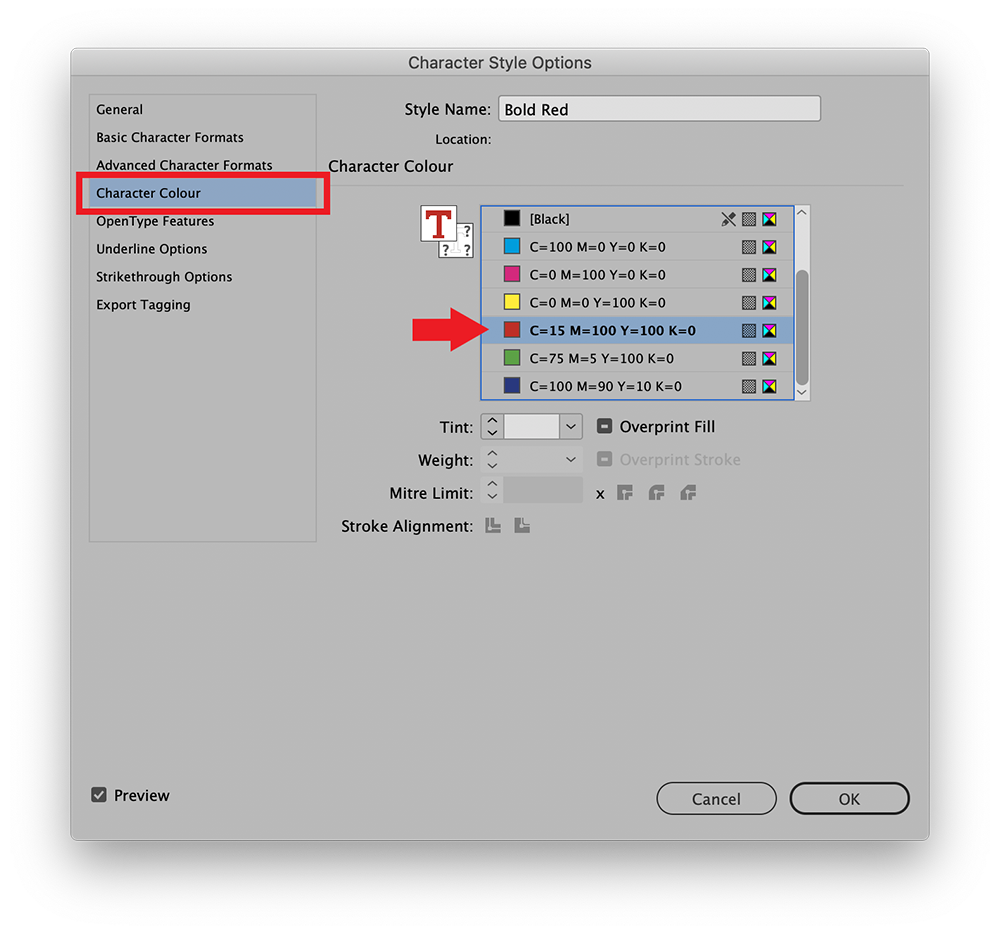 Character Style Options
General
Basic Character Formats
Advanced Character Formats
Character Colour
OpenType Features
Underline Options
Strikethrough Options
Export Tagging
Style Name: Bold Red
Location:
Character Colour
T
?
? ?
[Black]
C=100 M=0 Y=0 K=0
C=0 M=100 Y=0 K=0
C=0 M=0 Y=100 K=0
C=15 M=100 Y=100 K=0
C=75 M=5 Y=100 K=0
C=100 M=90 Y=10 K=0
Tint: Overprint Fill
Weight: Overprint Stroke
Mitre Limit: x
Stroke Alignment:
Preview
Cancel OK